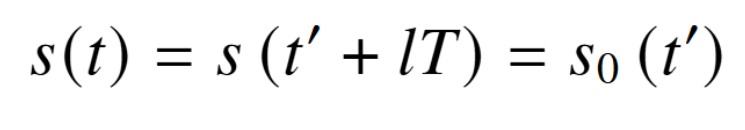 s(t) = s (t′ + lT) = s₀ (t′)